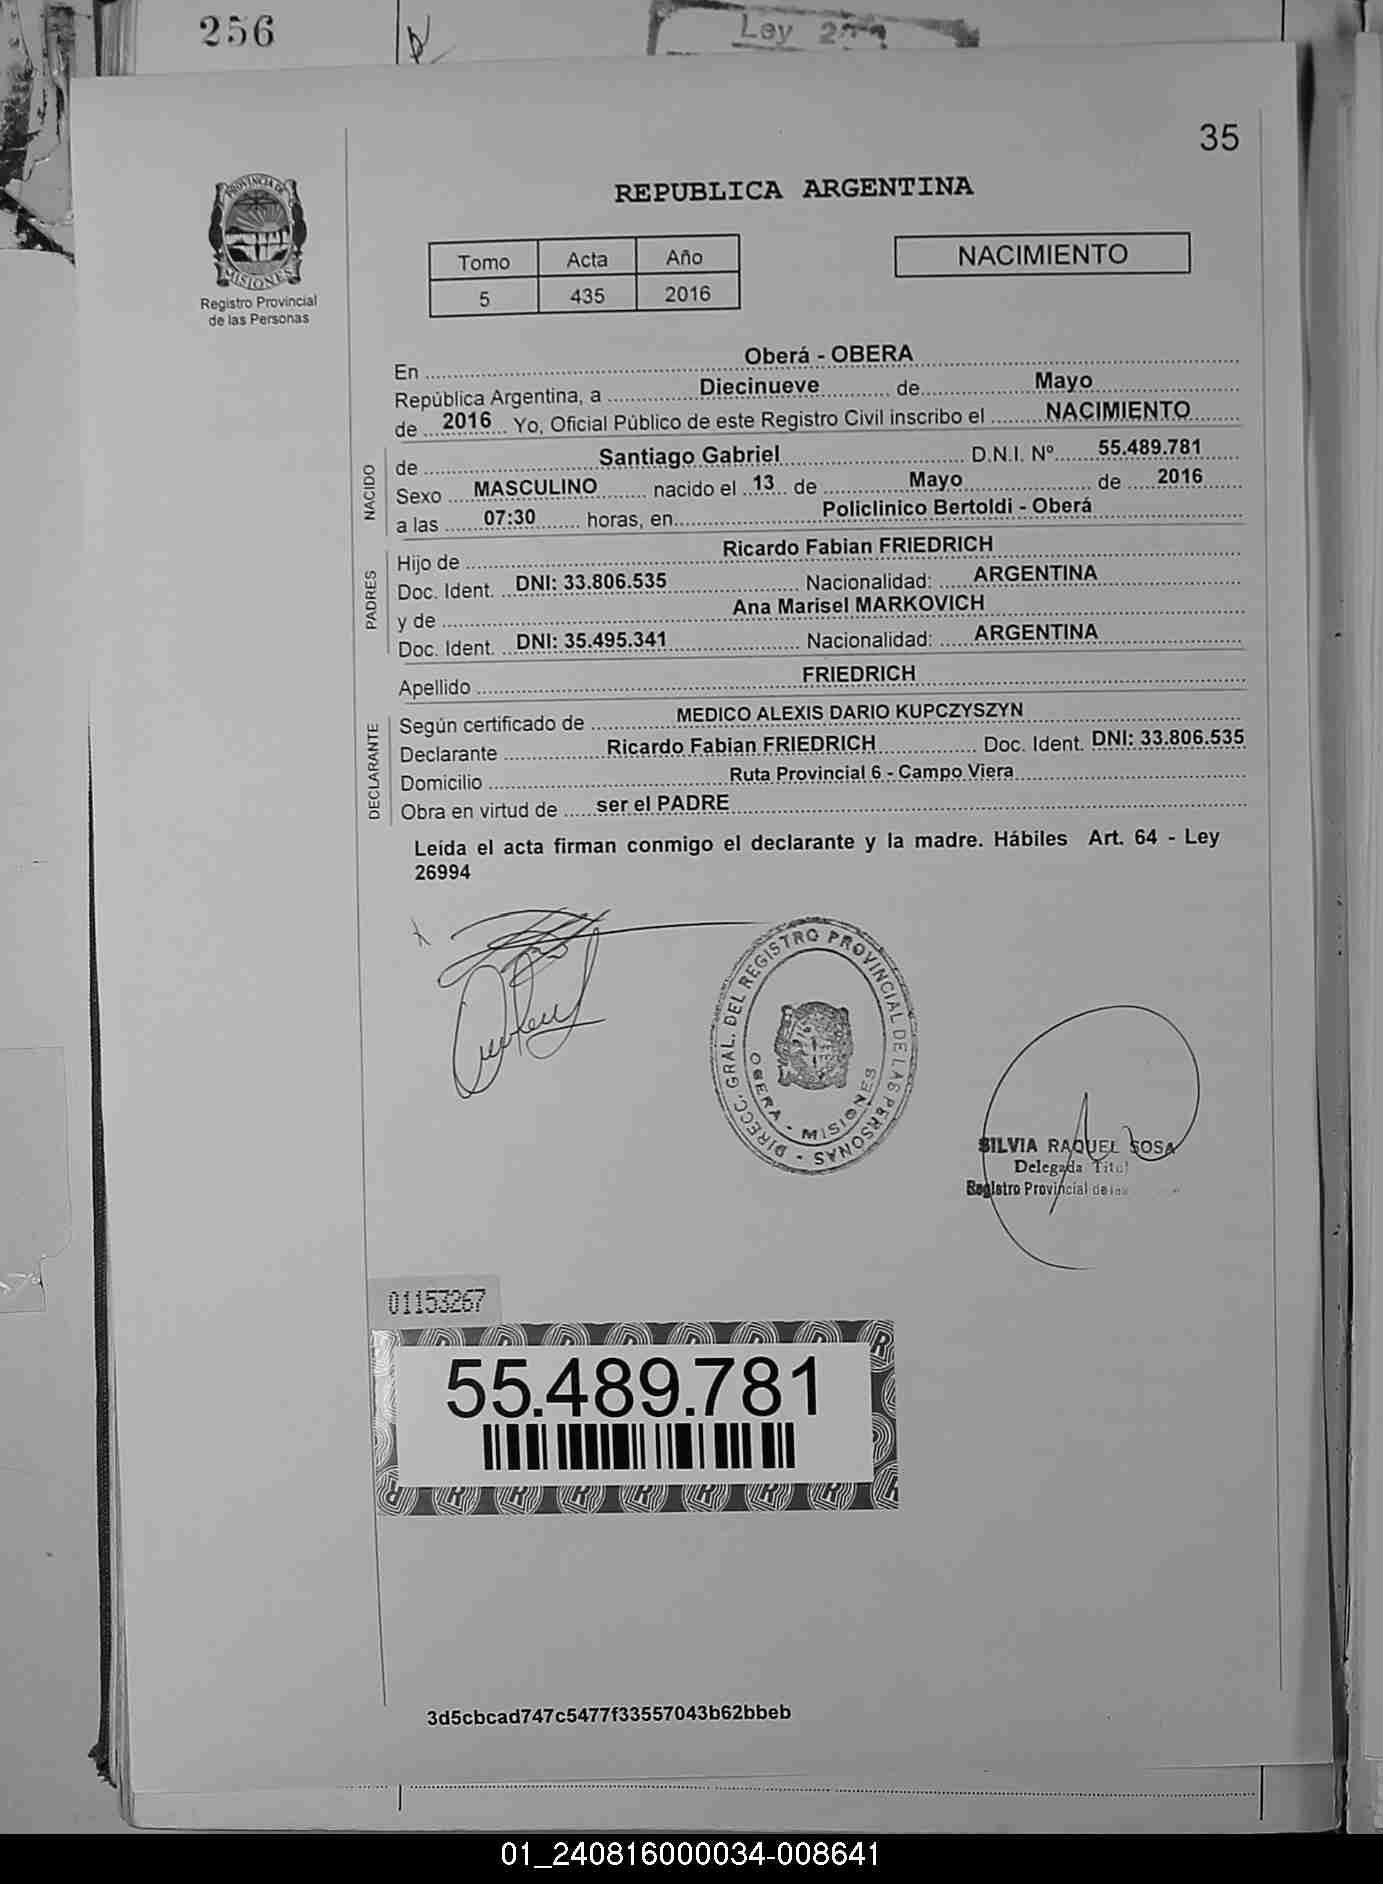 256
Ley
35
PROVINCIA DE
MISIONES
Registro Provincial
de las Personas
REPUBLICA ARGENTINA
Tomo Acta Año
5 435 2016
NACIMIENTO
En Oberá - OBERA
República Argentina, a Diecinueve de Mayo
de 2016 Yo, Oficial Público de este Registro Civil inscribo el NACIMIENTO
NACIDO
de Santiago Gabriel D.N.I. Nº 55.489.781
Sexo MASCULINO nacido el 13 de Mayo de 2016
a las 07:30 horas, en Policlinico Bertoldi - Oberá
PADRES
Hijo de Ricardo Fabian FRIEDRICH
Doc. Ident. DNI: 33.806.535 Nacionalidad: ARGENTINA
y de Ana Marisel MARKOVICH
Doc. Ident. DNI: 35.495.341 Nacionalidad: ARGENTINA
Apellido FRIEDRICH
DECLARANTE
Según certificado de MEDICO ALEXIS DARIO KUPCZYSZYN
Declarante Ricardo Fabian FRIEDRICH Doc. Ident. DNI: 33.806.535
Domicilio Ruta Provincial 6 - Campo Viera
Obra en virtud de ser el PADRE
Leída el acta firman conmigo el declarante y la madre. Hábiles Art. 64 - Ley
26994
DIRECC. GRAL. DEL REGISTRO PROVINCIAL DE LAS PERSONAS -
OBERA - MISIONES
SILVIA RAQUEL SOSA
Delegada
Registro Provincial de las
01153267
55.489.781
3d5cbcad747c5477f33557043b62bbeb
01_240816000034-008641